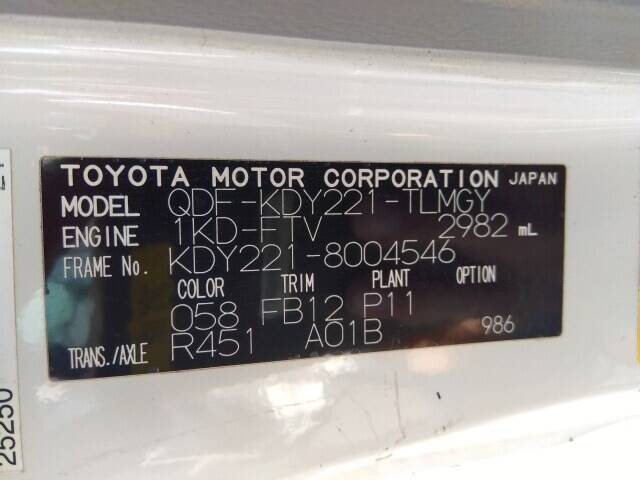 TOYOTA MOTOR CORPORATION JAPAN
MODEL QDF-KDY221-TLMGY
ENGINE 1KD-FTV 2982 mL
FRAME No. KDY221-8004546
COLOR TRIM PLANT OPTION
058 FB12 P11
TRANS./AXLE R451 A01B 986
25250